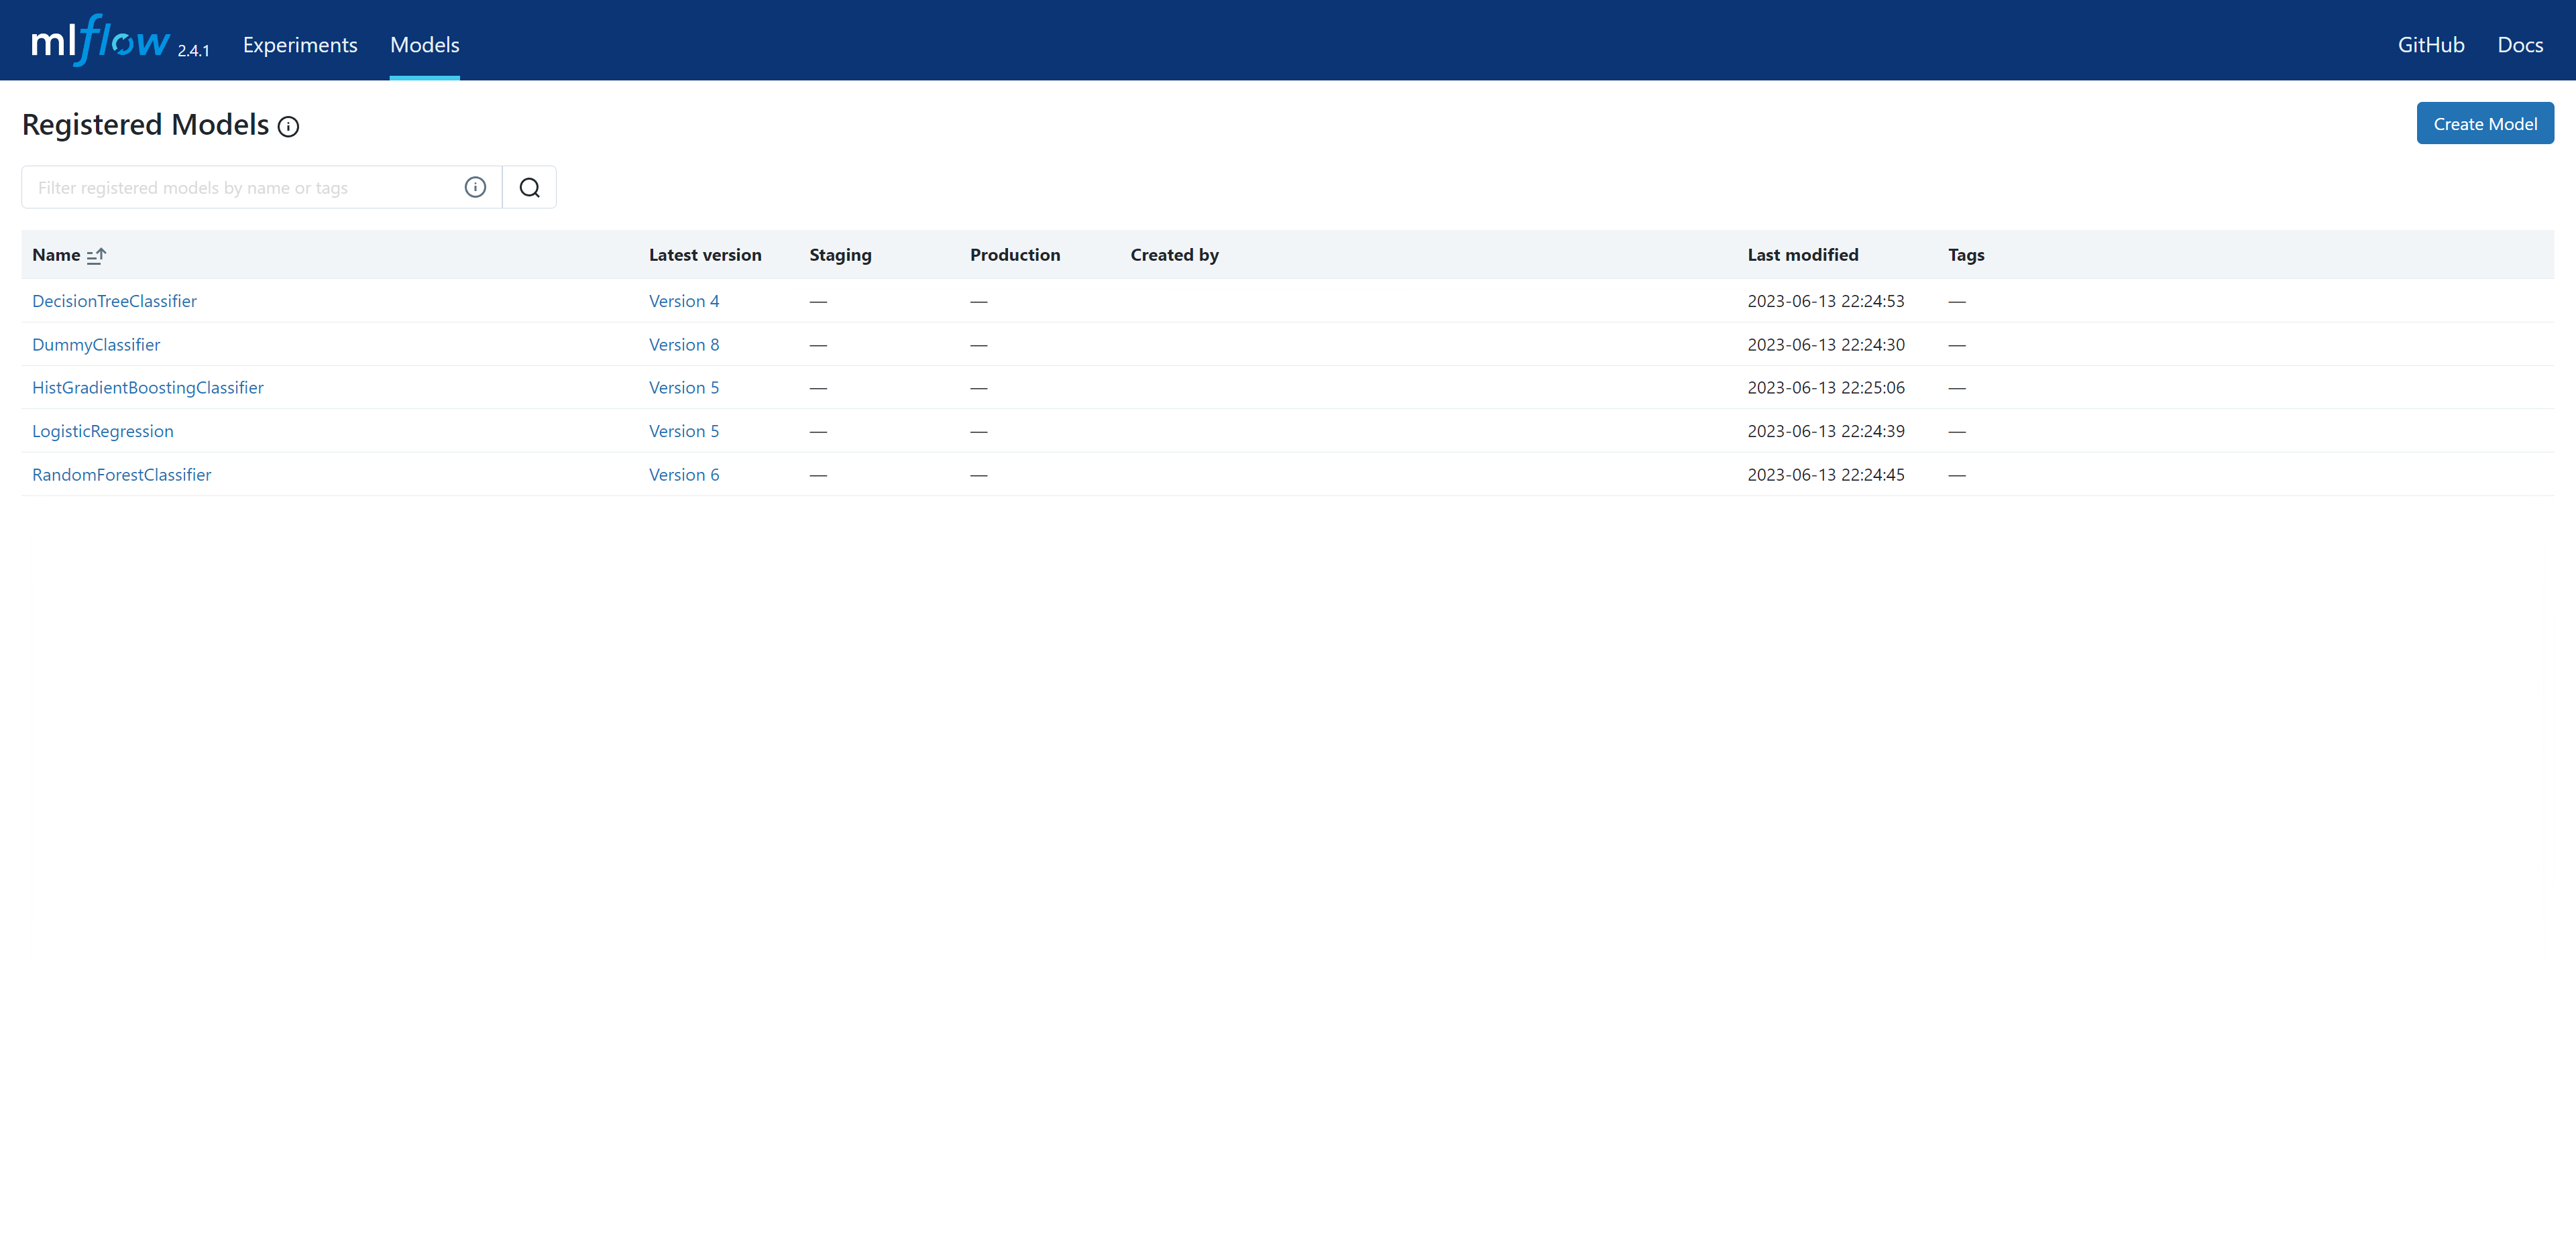 mlflow 2.4.1 Experiments Models GitHub Docs
Registered Models
Create Model
Filter registered models by name or tags
Name Latest version Staging Production Created by Last modified Tags
DecisionTreeClassifier Version 4 — — 2023-06-13 22:24:53 —
DummyClassifier Version 8 — — 2023-06-13 22:24:30 —
HistGradientBoostingClassifier Version 5 — — 2023-06-13 22:25:06 —
LogisticRegression Version 5 — — 2023-06-13 22:24:39 —
RandomForestClassifier Version 6 — — 2023-06-13 22:24:45 —